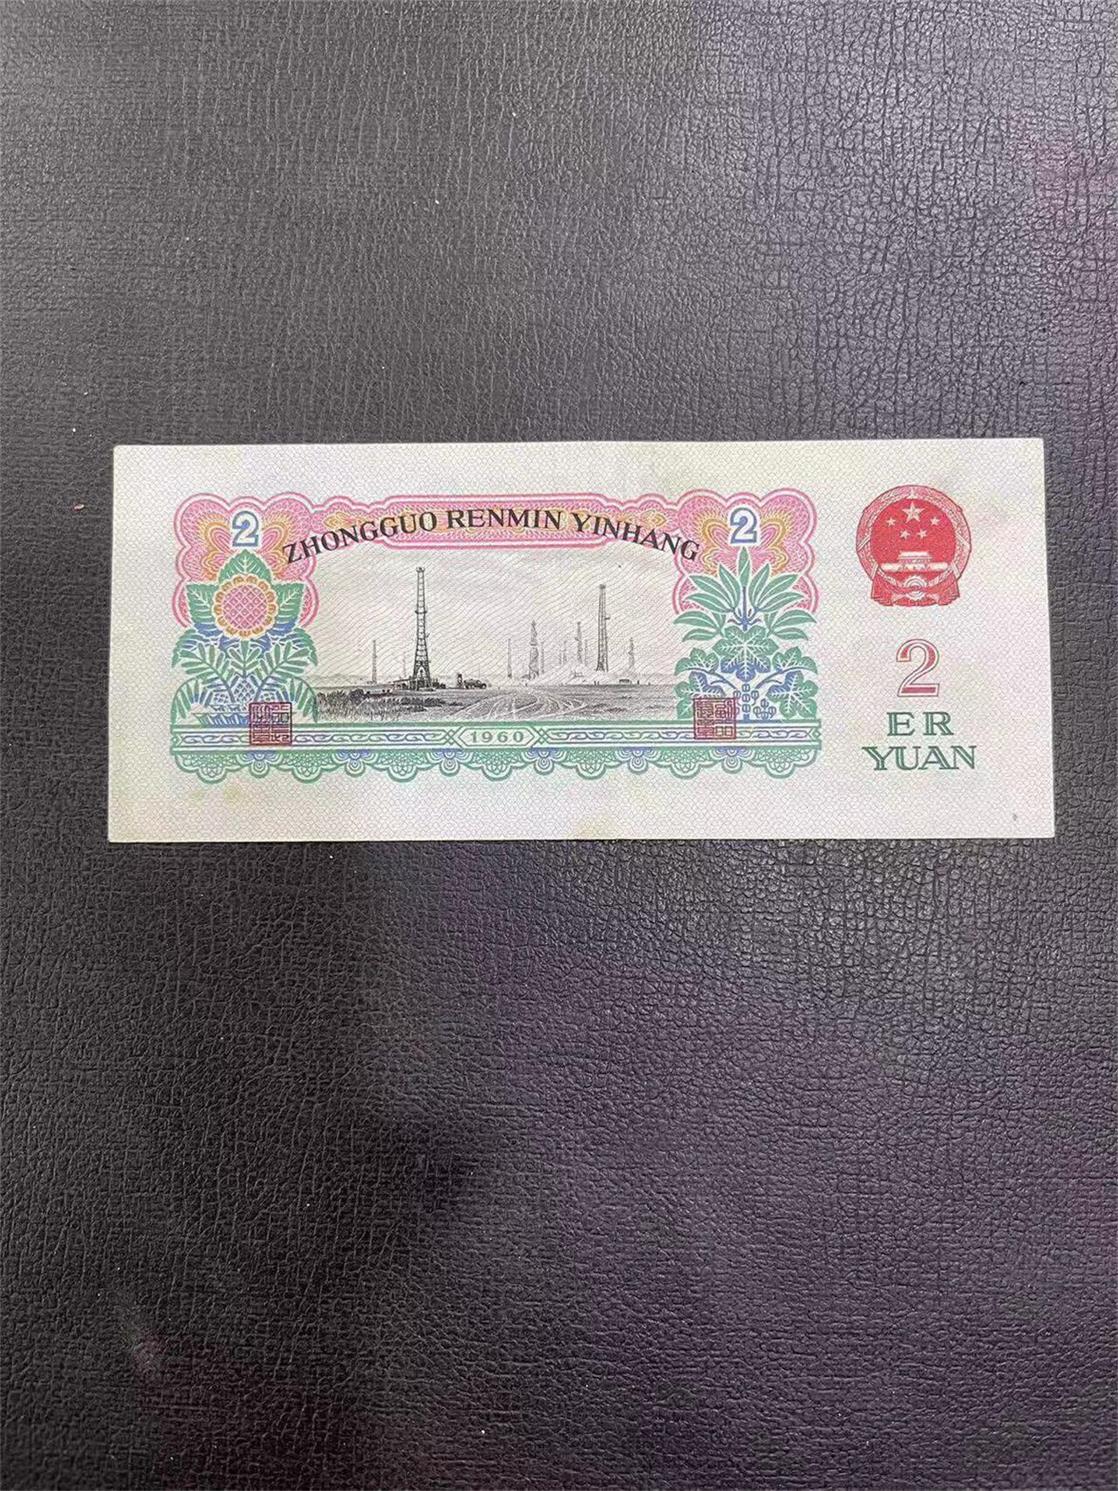 2 ZHONGGUO RENMIN YINHANG 2
1960
2
ER
YUAN